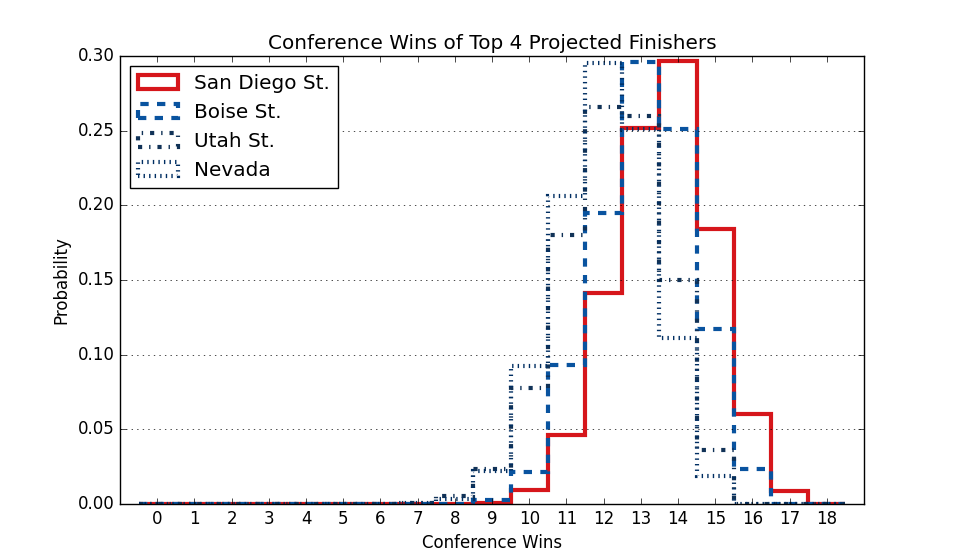 Conference Wins of Top 4 Projected Finishers
San Diego St.
Boise St.
Utah St.
Nevada
Probability
0.30
0.25
0.20
0.15
0.10
0.05
0.00
0 1 2 3 4 5 6 7 8 9 10 11 12 13 14 15 16 17 18
Conference Wins